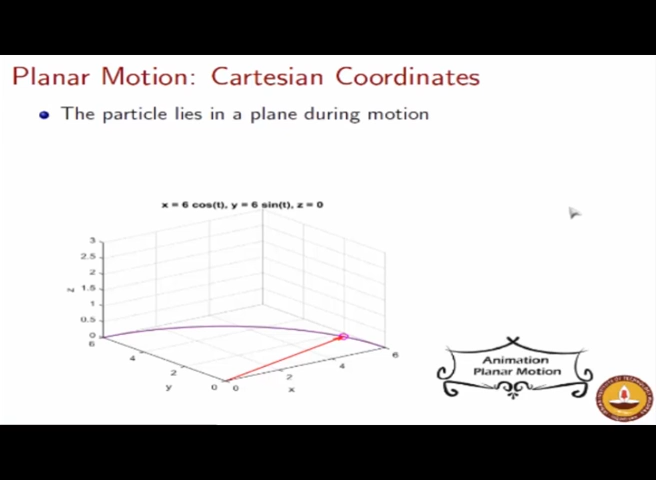 Planar Motion: Cartesian Coordinates
The particle lies in a plane during motion
x = 6 cos(t), y = 6 sin(t), z = 0
3
2.5
2
1.5
1
0.5
0
z
6
4
2
0
y
0
2
4
6
x
Animation
Planar Motion